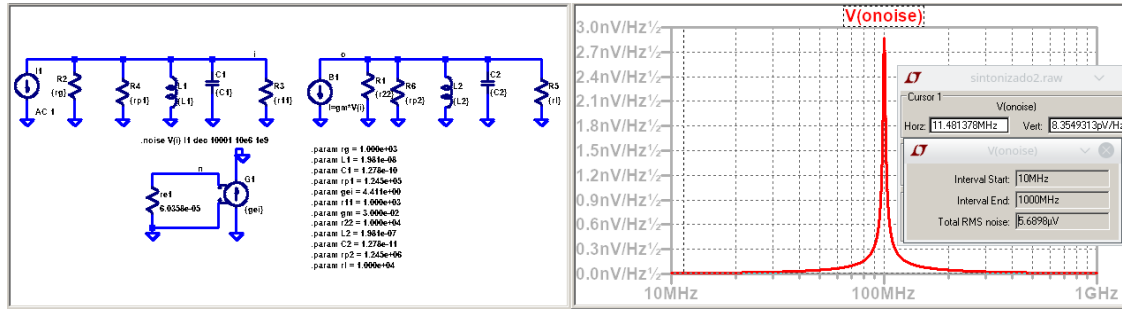 I1
AC 1
R2
{rg}
R4
{rp1}
L1
{L1}
C1
{C1}
i
R3
{r11}
o
B1
I=gm*V(i)
R1
{r22}
R6
{rp2}
L2
{L2}
C2
{C2}
R5
{rl}
.noise V(i) I1 dec 10001 10e6 1e9
n
re1
6.0358e-05
G1
{gei}
.param rg = 1.000e+03
.param L1 = 1.981e-08
.param C1 = 1.278e-10
.param rp1 = 1.245e+05
.param gei = 4.411e+00
.param r11 = 1.000e+03
.param gm = 3.000e-02
.param r22 = 1.000e+04
.param L2 = 1.981e-07
.param C2 = 1.278e-11
.param rp2 = 1.245e+06
.param rl = 1.000e+04
V(onoise)
3.0nV/Hz½
2.7nV/Hz½
2.4nV/Hz½
2.1nV/Hz½
1.8nV/Hz½
1.5nV/Hz½
1.2nV/Hz½
0.9nV/Hz½
0.6nV/Hz½
0.3nV/Hz½
0.0nV/Hz½
10MHz
100MHz
1GHz
sintonizado2.raw
Cursor 1
V(onoise)
Horz: 11.481378MHz
Vert: 8.3549313pV/Hz
V(onoise)
Interval Start: 10MHz
Interval End: 1000MHz
Total RMS noise: 5.6898µV